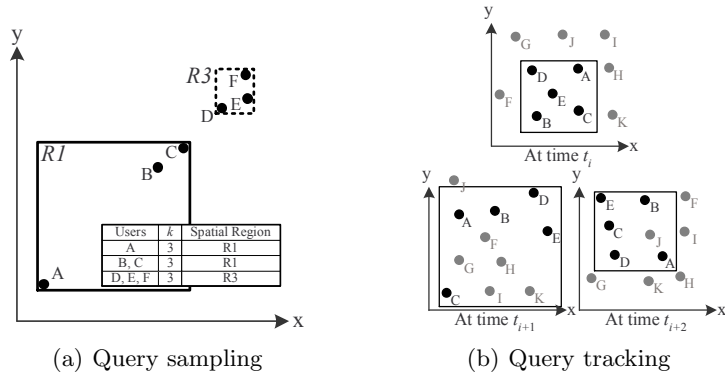 y
R3
F
E
D
R1
C
B
Users k Spatial Region
A 3 R1
B, C 3 R1
D, E, F 3 R3
A
x
(a) Query sampling
y
G J I
D A H
F E
B C K
x
At time t_i
y
J
D
A B
F E
G H
C I K
x
At time t_{i+1}
y
E B F
C J I
D A
G K H
x
At time t_{i+2}
(b) Query tracking